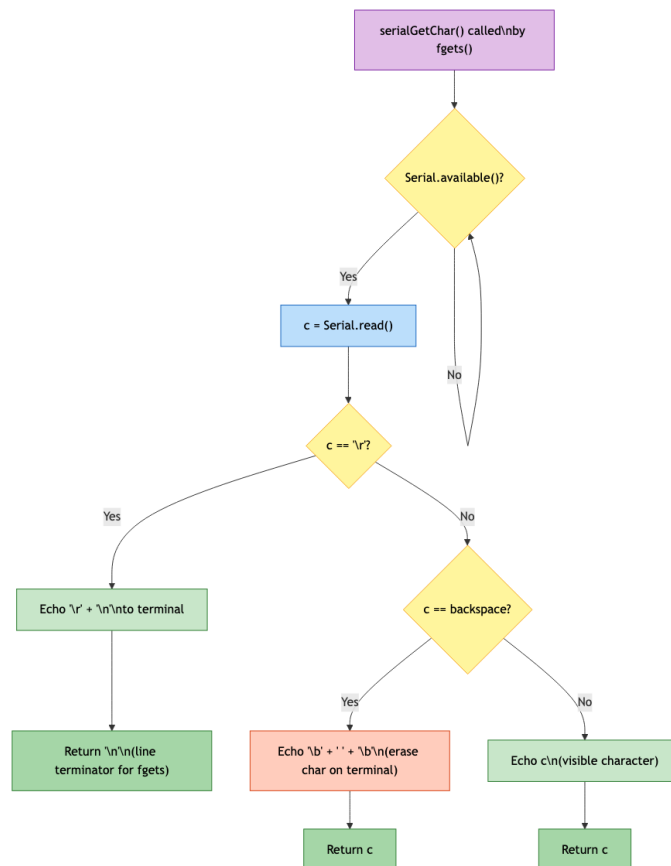 serialGetChar() called\nby
fgets()
Serial.available()?
Yes
c = Serial.read()
No
c == '\r'?
Yes
No
Echo '\r' + '\n'\nto terminal
c == backspace?
Yes
No
Return '\n'\n(line
terminator for fgets)
Echo '\b' + ' ' + '\b'\n(erase
char on terminal)
Echo c\n(visible character)
Return c
Return c